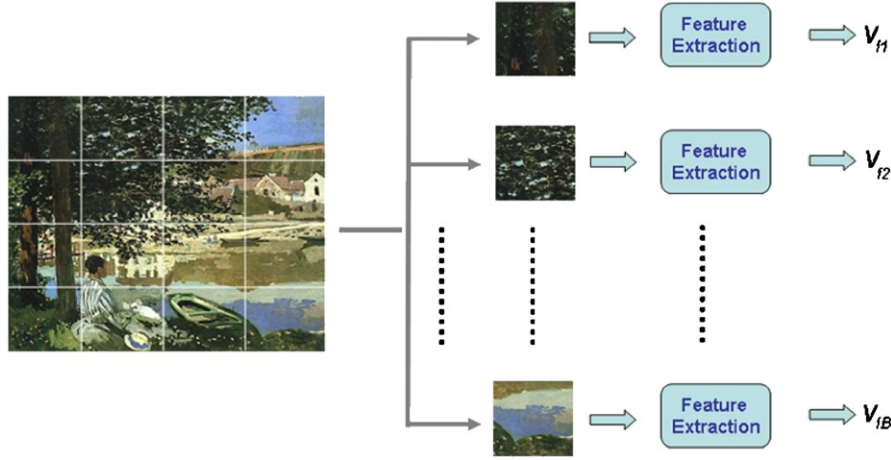 Feature
Extraction
V_f1
Feature
Extraction
V_f2
Feature
Extraction
V_fB